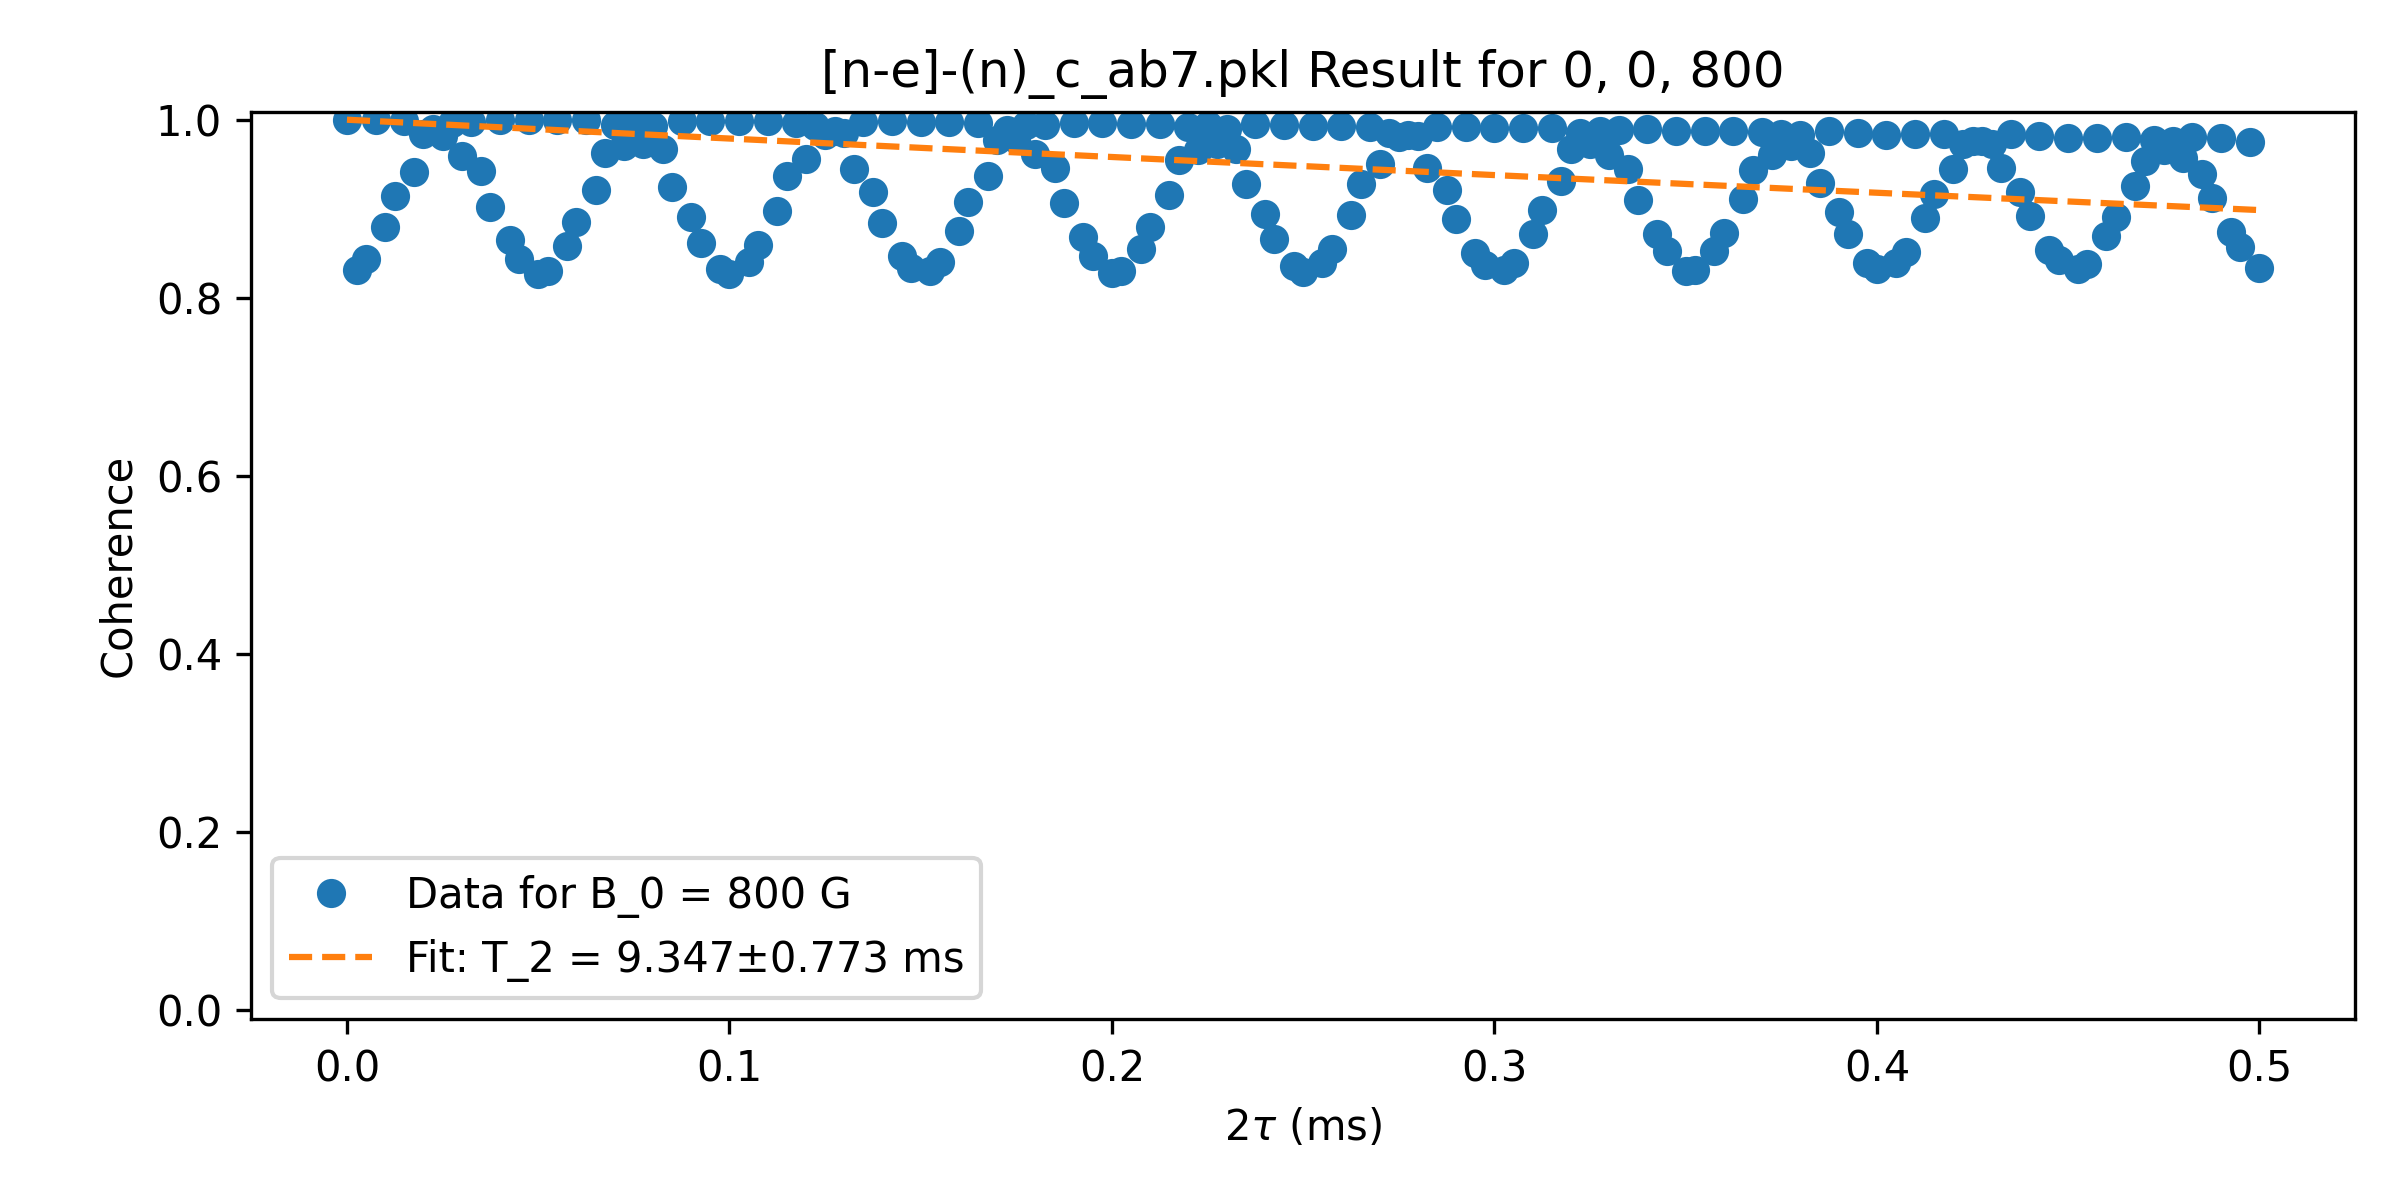 [n-e]-(n)_c_ab7.pkl Result for 0, 0, 800
1.0
0.8
0.6
0.4
0.2
0.0
Coherence
Data for B_0 = 800 G
Fit: T_2 = 9.347±0.773 ms
0.0 0.1 0.2 0.3 0.4 0.5
2τ (ms)